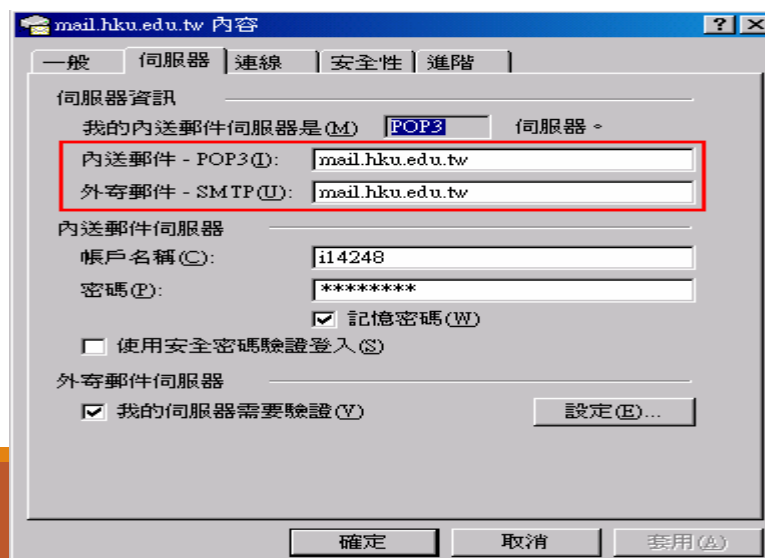 mail.hku.edu.tw 內容
一般 伺服器 連線 安全性 進階
伺服器資訊
我的內送郵件伺服器是(M) POP3 伺服器。
內送郵件 - POP3(I): mail.hku.edu.tw
外寄郵件 - SMTP(U): mail.hku.edu.tw
內送郵件伺服器
帳戶名稱(C): i14248
密碼(P): ********
記憶密碼(W)
使用安全密碼驗證登入(S)
外寄郵件伺服器
我的伺服器需要驗證(V) 設定(E)...
確定 取消 套用(A)